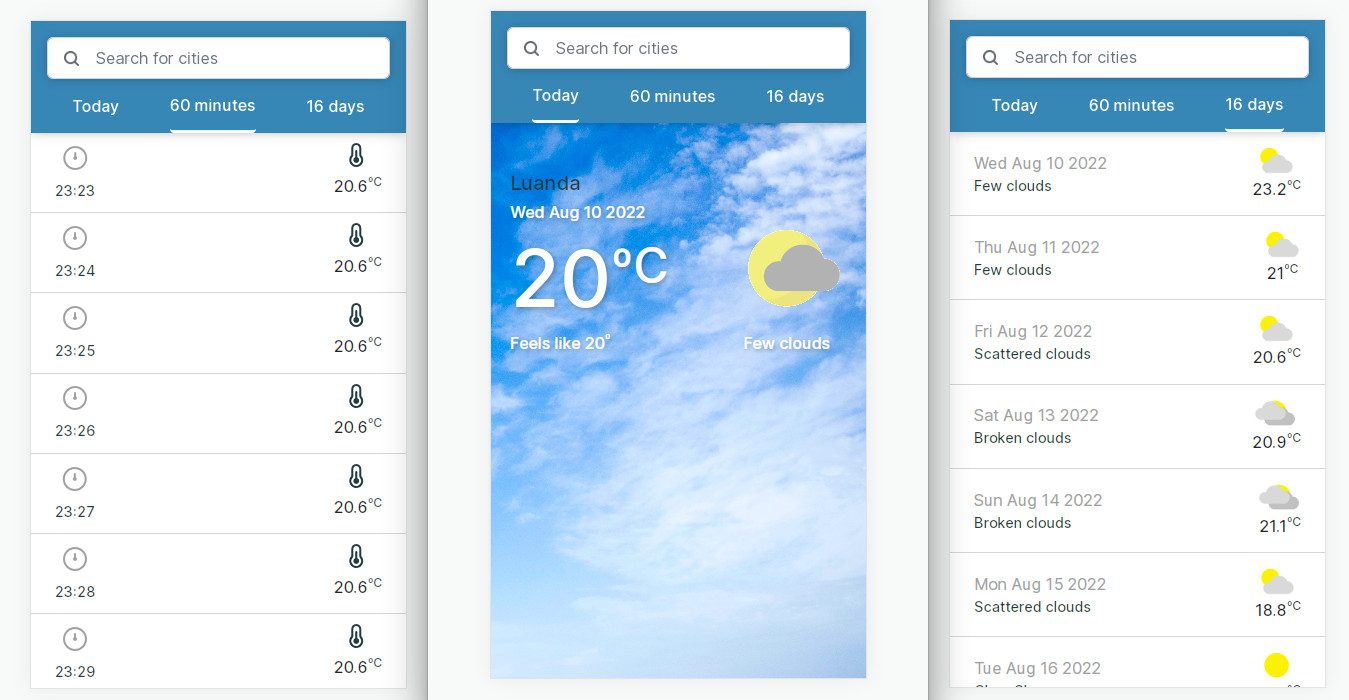 Search for cities
Today 60 minutes 16 days
23:23 20.6°C
23:24 20.6°C
23:25 20.6°C
23:26 20.6°C
23:27 20.6°C
23:28 20.6°C
23:29 20.6°C
Search for cities
Today 60 minutes 16 days
Luanda
Wed Aug 10 2022
20°C
Feels like 20°
Few clouds
Search for cities
Today 60 minutes 16 days
Wed Aug 10 2022
Few clouds 23.2°C
Thu Aug 11 2022
Few clouds 21°C
Fri Aug 12 2022
Scattered clouds 20.6°C
Sat Aug 13 2022
Broken clouds 20.9°C
Sun Aug 14 2022
Broken clouds 21.1°C
Mon Aug 15 2022
Scattered clouds 18.8°C
Tue Aug 16 2022